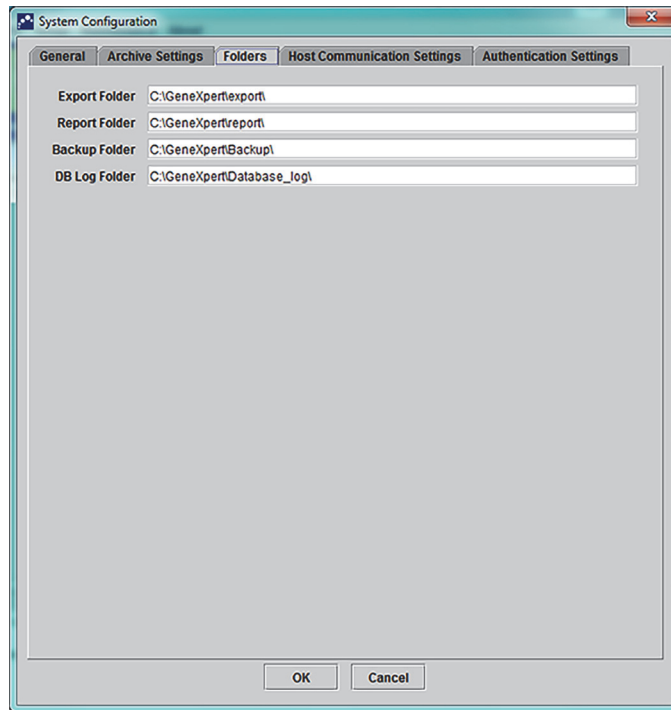 System Configuration
General Archive Settings Folders Host Communication Settings Authentication Settings
Export Folder C:\GeneXpert\export\
Report Folder C:\GeneXpert\report\
Backup Folder C:\GeneXpert\Backup\
DB Log Folder C:\GeneXpert\Database_log\
OK Cancel